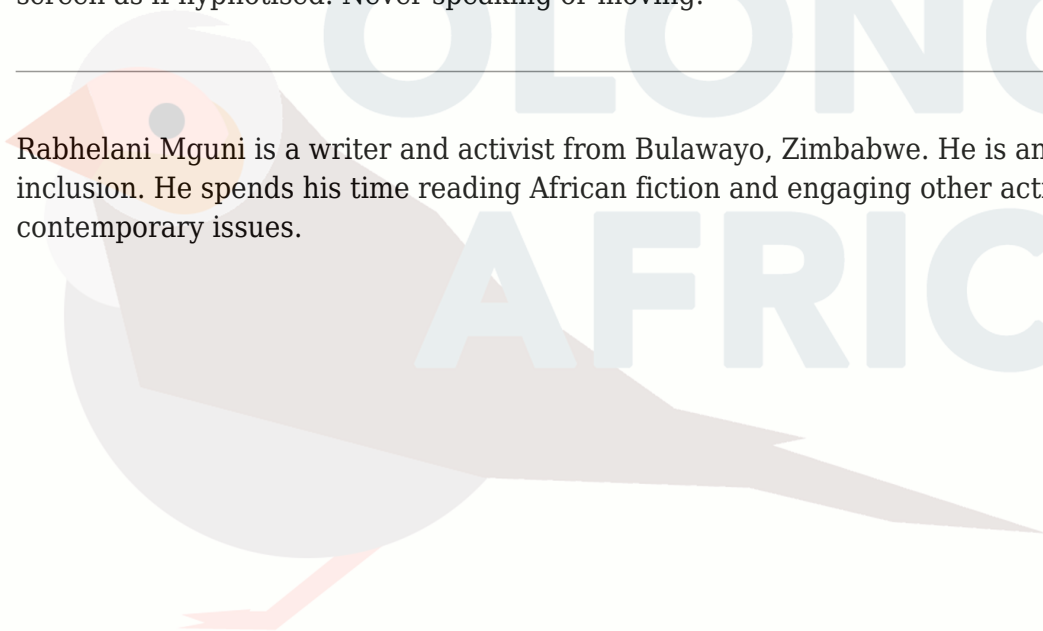 screen as if hypnotised. Never speaking or moving.
OLONG
Rabhelani Mguni is a writer and activist from Bulawayo, Zimbabwe. He is an
inclusion. He spends his time reading African fiction and engaging other acti
contemporary issues.
AFRIC